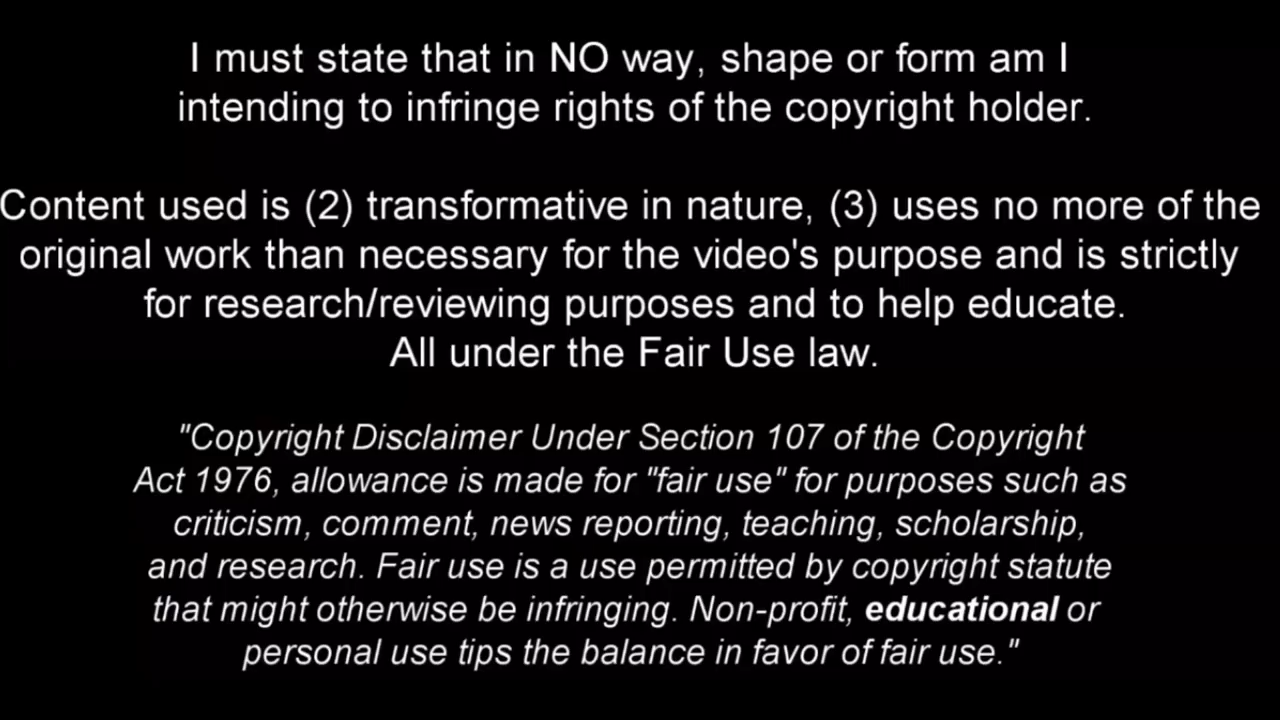 I must state that in NO way, shape or form am I
intending to infringe rights of the copyright holder.
Content used is (2) transformative in nature, (3) uses no more of the
original work than necessary for the video's purpose and is strictly
for research/reviewing purposes and to help educate.
All under the Fair Use law.
"Copyright Disclaimer Under Section 107 of the Copyright
Act 1976, allowance is made for "fair use" for purposes such as
criticism, comment, news reporting, teaching, scholarship,
and research. Fair use is a use permitted by copyright statute
that might otherwise be infringing. Non-profit, educational or
personal use tips the balance in favor of fair use."